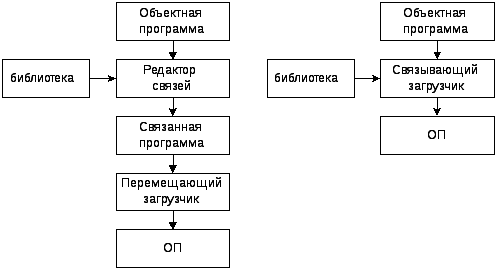 Объектная
программа
библиотека
Редактор
связей
Связанная
программа
Перемещающий
загрузчик
ОП
Объектная
программа
библиотека
Связывающий
загрузчик
ОП